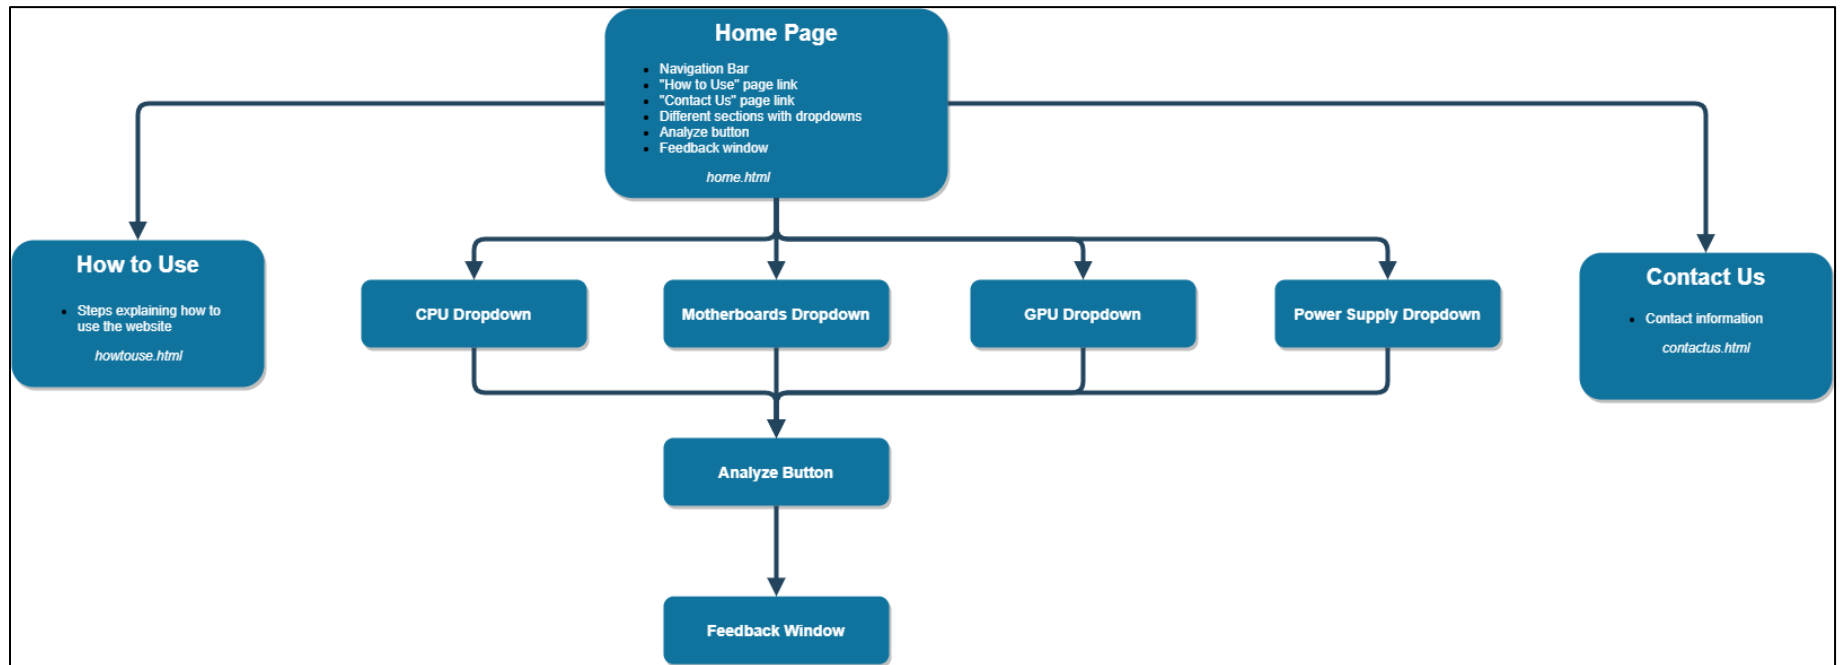 Home Page
Navigation Bar
"How to Use" page link
"Contact Us" page link
Different sections with dropdowns
Analyze button
Feedback window
home.html
How to Use
Steps explaining how to
use the website
howtouse.html
CPU Dropdown
Motherboards Dropdown
GPU Dropdown
Power Supply Dropdown
Contact Us
Contact information
contactus.html
Analyze Button
Feedback Window